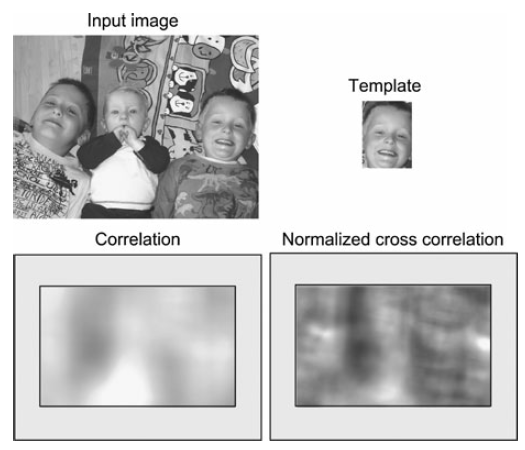 Input image
Template
Correlation
Normalized cross correlation